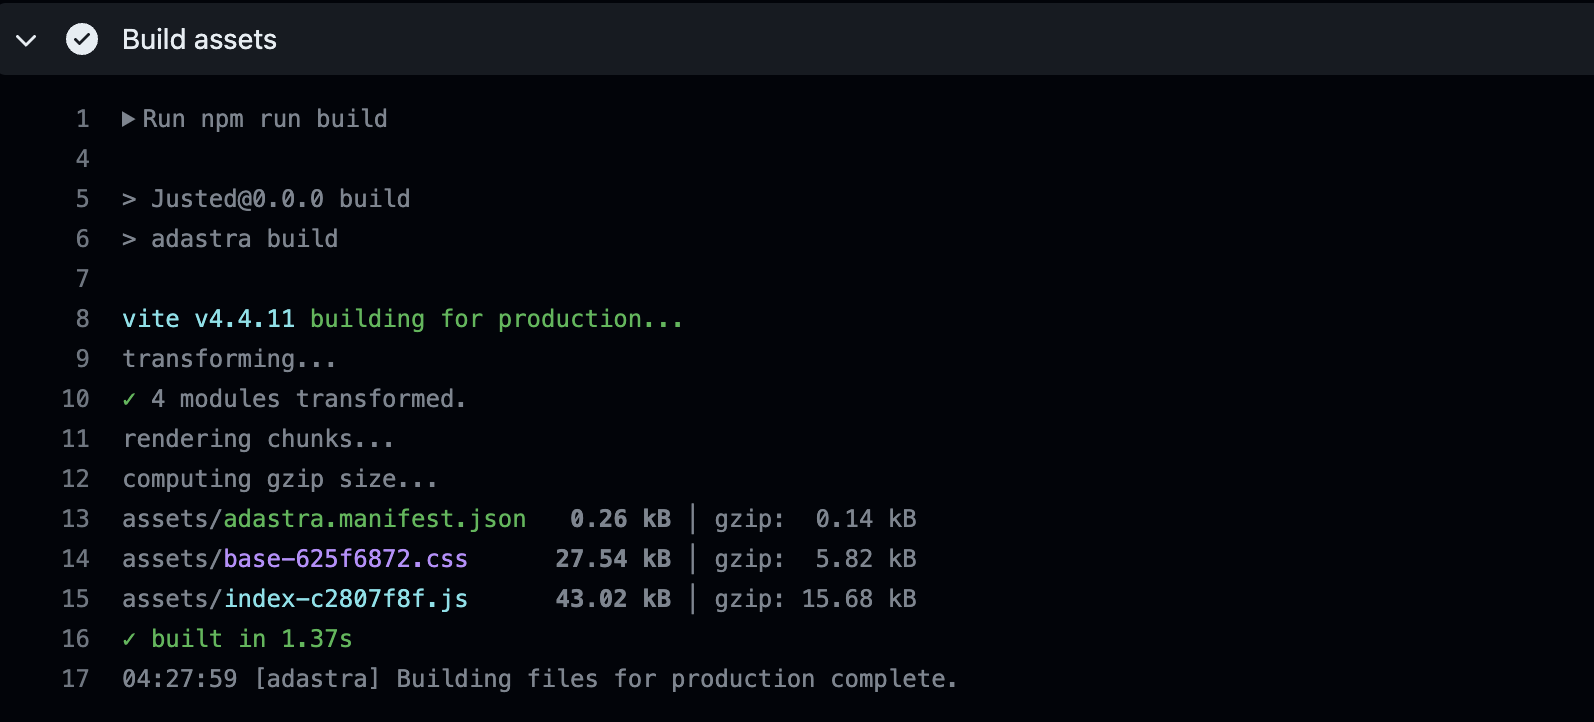 Build assets
1 ▶ Run npm run build
4
5 > Justed@0.0.0 build
6 > adastra build
7
8 vite v4.4.11 building for production...
9 transforming...
10 ✓ 4 modules transformed.
11 rendering chunks...
12 computing gzip size...
13 assets/adastra.manifest.json   0.26 kB │ gzip:  0.14 kB
14 assets/base-625f6872.css      27.54 kB │ gzip:  5.82 kB
15 assets/index-c2807f8f.js      43.02 kB │ gzip: 15.68 kB
16 ✓ built in 1.37s
17 04:27:59 [adastra] Building files for production complete.